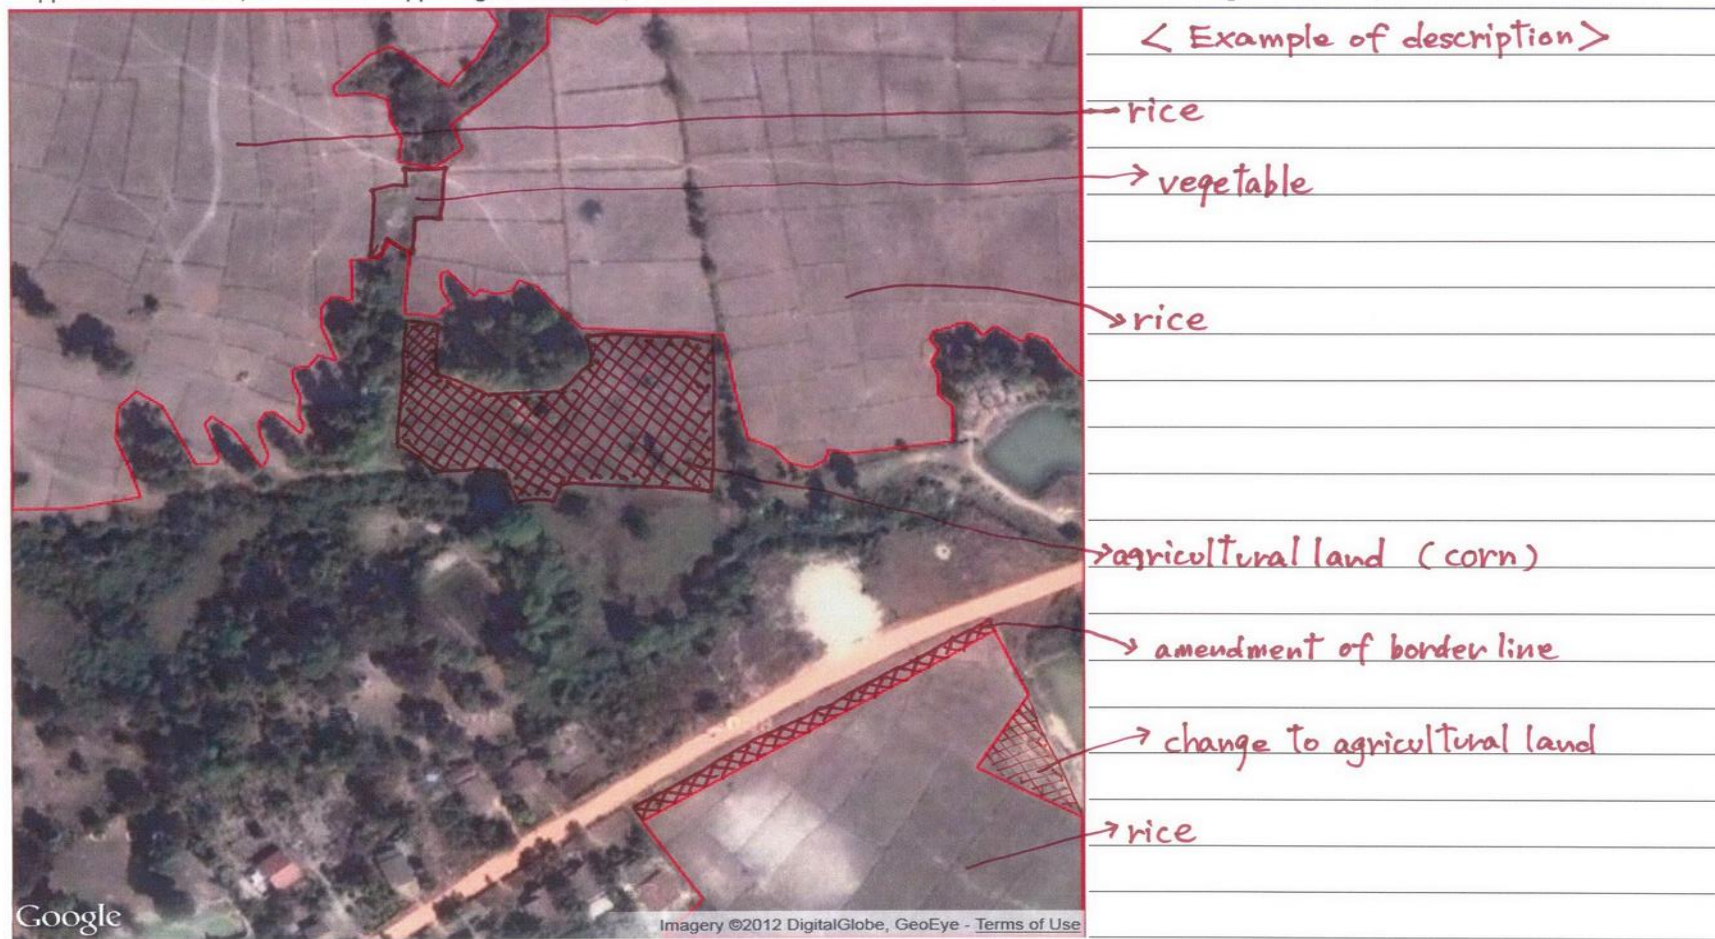 < Example of description >
rice
vegetable
rice
agricultural land (corn)
amendment of border line
change to agricultural land
rice
Google
Imagery ©2012 DigitalGlobe, GeoEye - Terms of Use